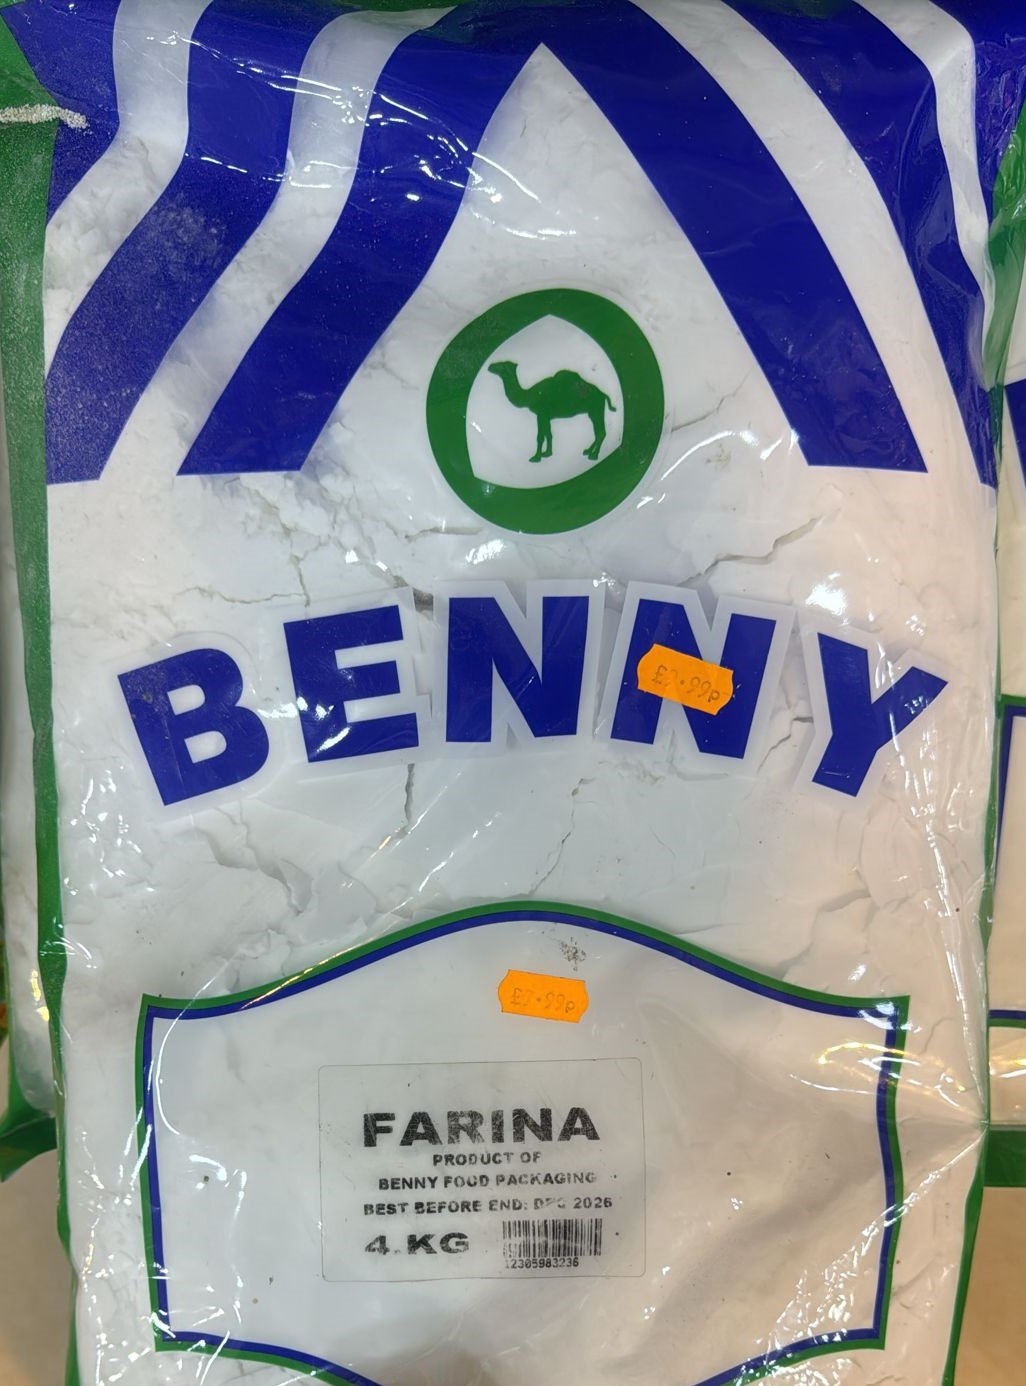 BENNY
FARINA
PRODUCT OF
BENNY FOOD PACKAGING
BEST BEFORE END: DEC 2026
4.KG
12305983236